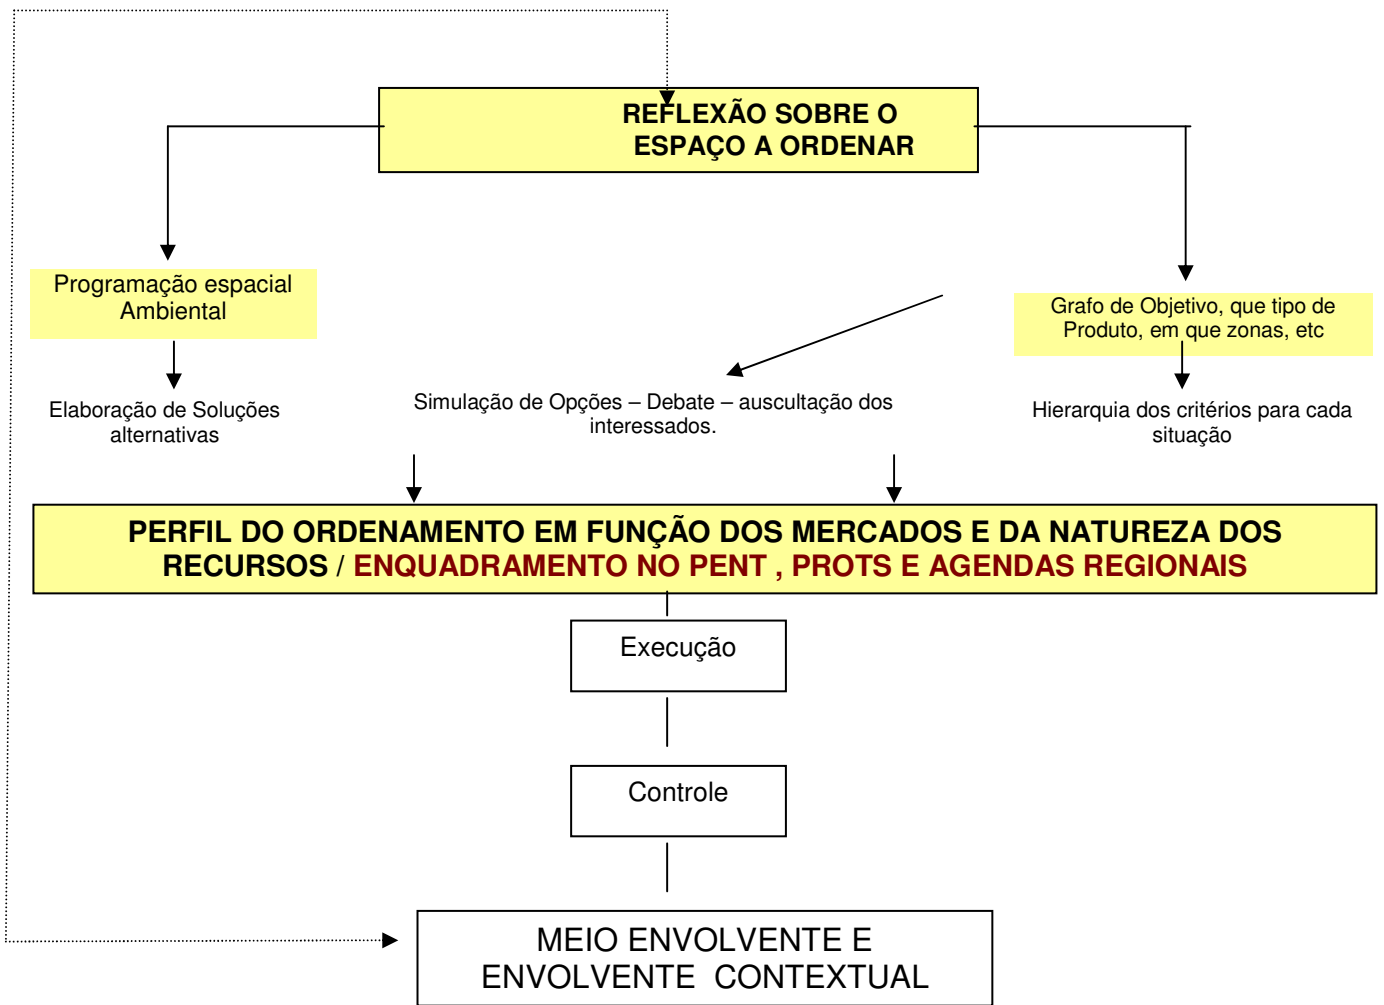 REFLEXÃO SOBRE O
ESPAÇO A ORDENAR
Programação espacial
Ambiental
Grafo de Objetivo, que tipo de
Produto, em que zonas, etc
Elaboração de Soluções
alternativas
Simulação de Opções – Debate – auscultação dos
interessados.
Hierarquia dos critérios para cada
situação
PERFIL DO ORDENAMENTO EM FUNÇÃO DOS MERCADOS E DA NATUREZA DOS
RECURSOS / ENQUADRAMENTO NO PENT , PROTS E AGENDAS REGIONAIS
Execução
Controle
MEIO ENVOLVENTE E
ENVOLVENTE CONTEXTUAL